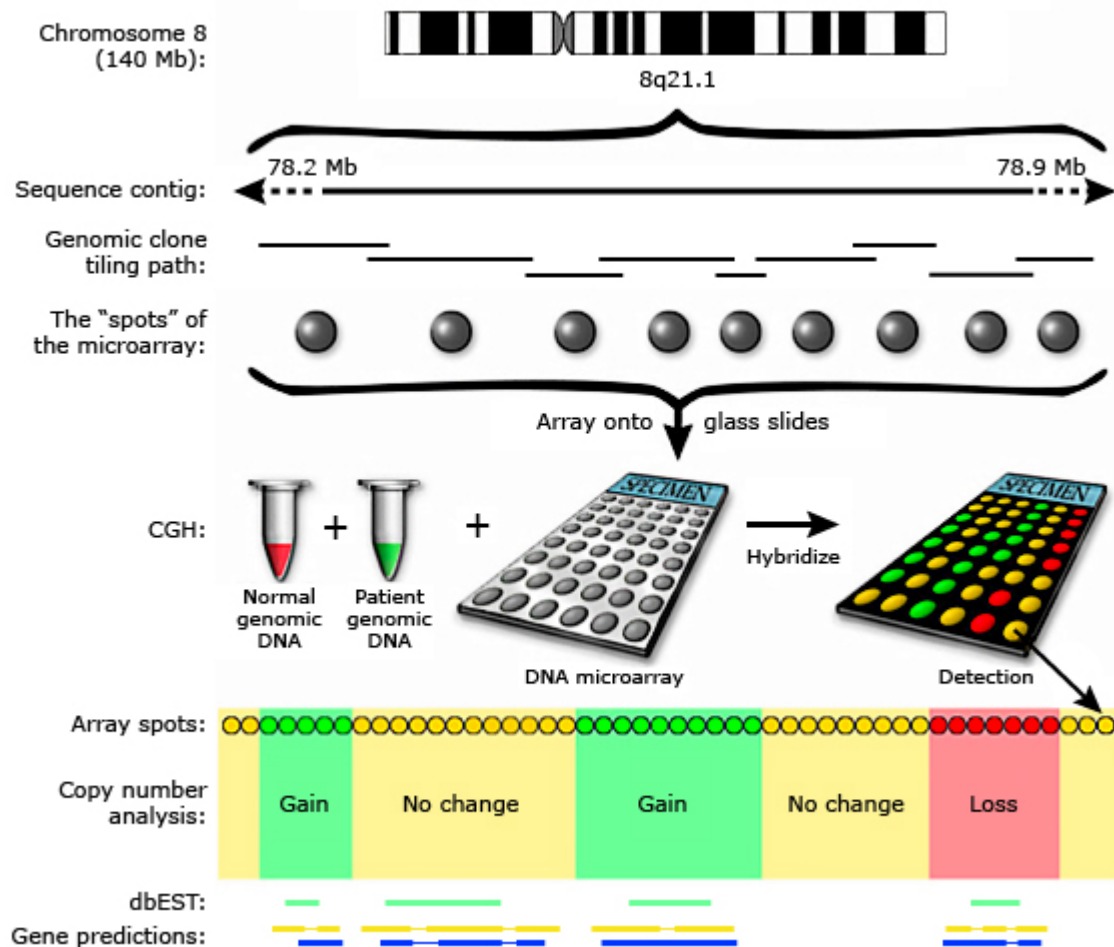 Chromosome 8
(140 Mb):
8q21.1
78.2 Mb
78.9 Mb
Sequence contig:
Genomic clone
tiling path:
The “spots” of
the microarray:
Array onto
glass slides
SPECIMEN
SPECIMEN
CGH:
+
+
Hybridize
Normal
genomic
DNA
Patient
genomic
DNA
DNA microarray
Detection
Array spots:
Copy number
analysis:
Gain
No change
Gain
No change
Loss
dbEST:
Gene predictions: